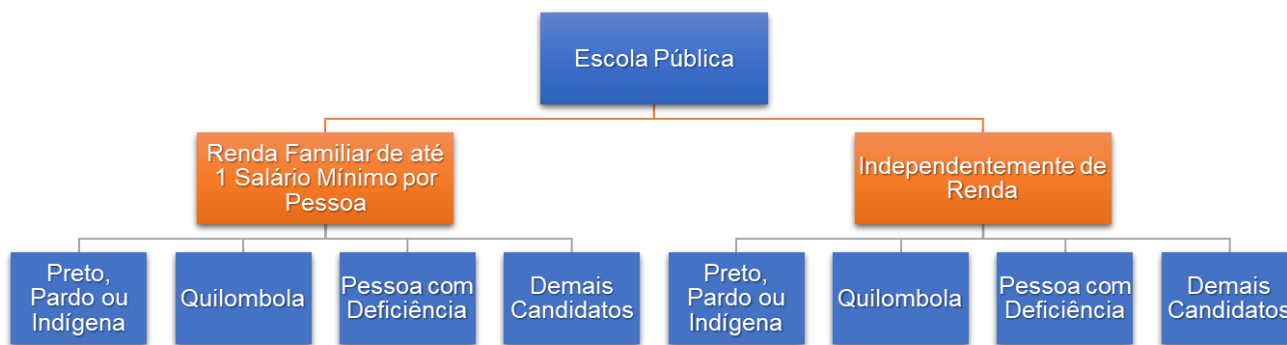 Escola Pública
Renda Familiar de até
1 Salário Mínimo por
Pessoa
Independentemente de
Renda
Preto,
Pardo ou
Indígena
Quilombola
Pessoa com
Deficiência
Demais
Candidatos
Preto,
Pardo ou
Indígena
Quilombola
Pessoa com
Deficiência
Demais
Candidatos